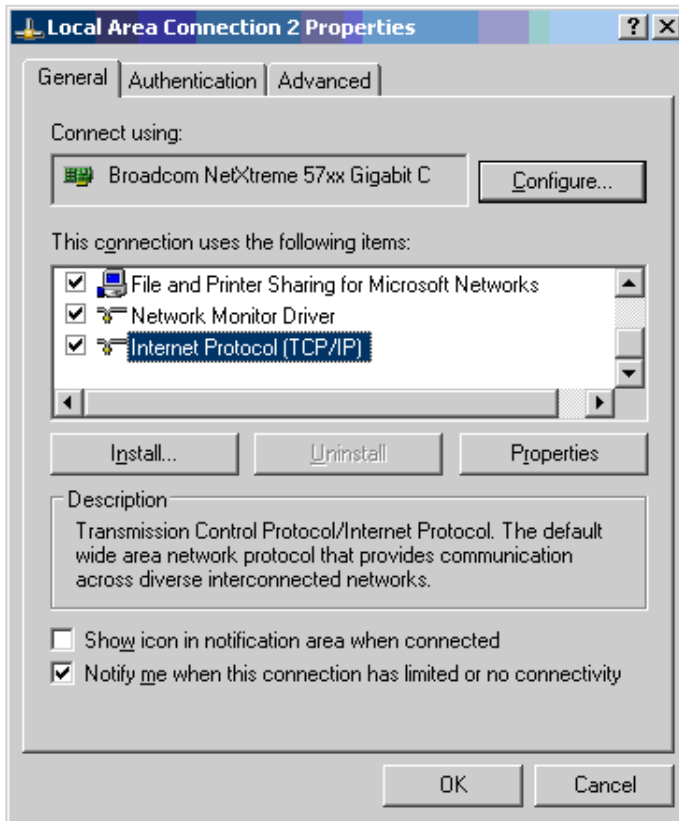 Local Area Connection 2 Properties
General
Authentication
Advanced
Connect using:
Broadcom NetXtreme 57xx Gigabit C
Configure...
This connection uses the following items:
File and Printer Sharing for Microsoft Networks
Network Monitor Driver
Internet Protocol (TCP/IP)
Install...
Uninstall
Properties
Description
Transmission Control Protocol/Internet Protocol. The default
wide area network protocol that provides communication
across diverse interconnected networks.
Show icon in notification area when connected
Notify me when this connection has limited or no connectivity
OK
Cancel